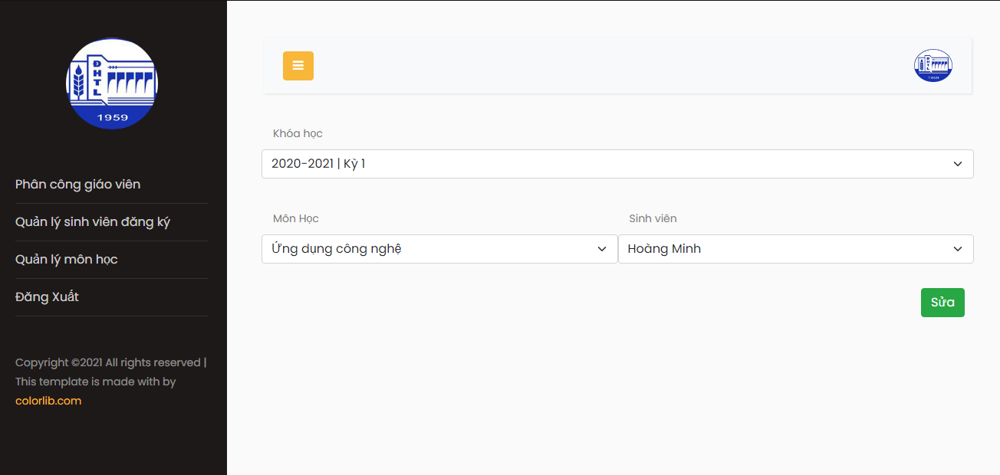 ĐHTL
1959
Phân công giáo viên
Quản lý sinh viên đăng ký
Quản lý môn học
Đăng Xuất
Copyright ©2021 All rights reserved |
This template is made with by
colorlib.com
ĐHTL
1959
Khóa học
2020-2021 | Kỳ 1
Môn Học
Sinh viên
Ứng dụng công nghệ
Hoàng Minh
Sửa